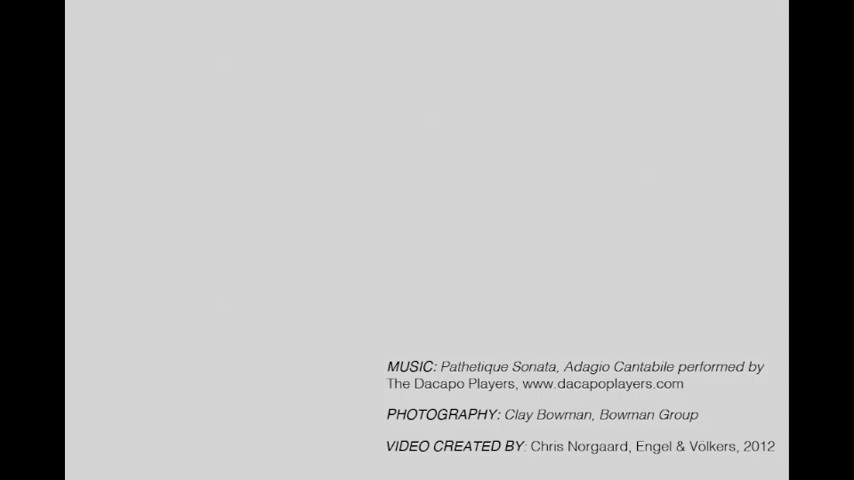 MUSIC: Pathetique Sonata, Adagio Cantabile performed by
The Dacapo Players, www.dacapoplayers.com
PHOTOGRAPHY: Clay Bowman, Bowman Group
VIDEO CREATED BY: Chris Norgaard, Engel & Völkers, 2012